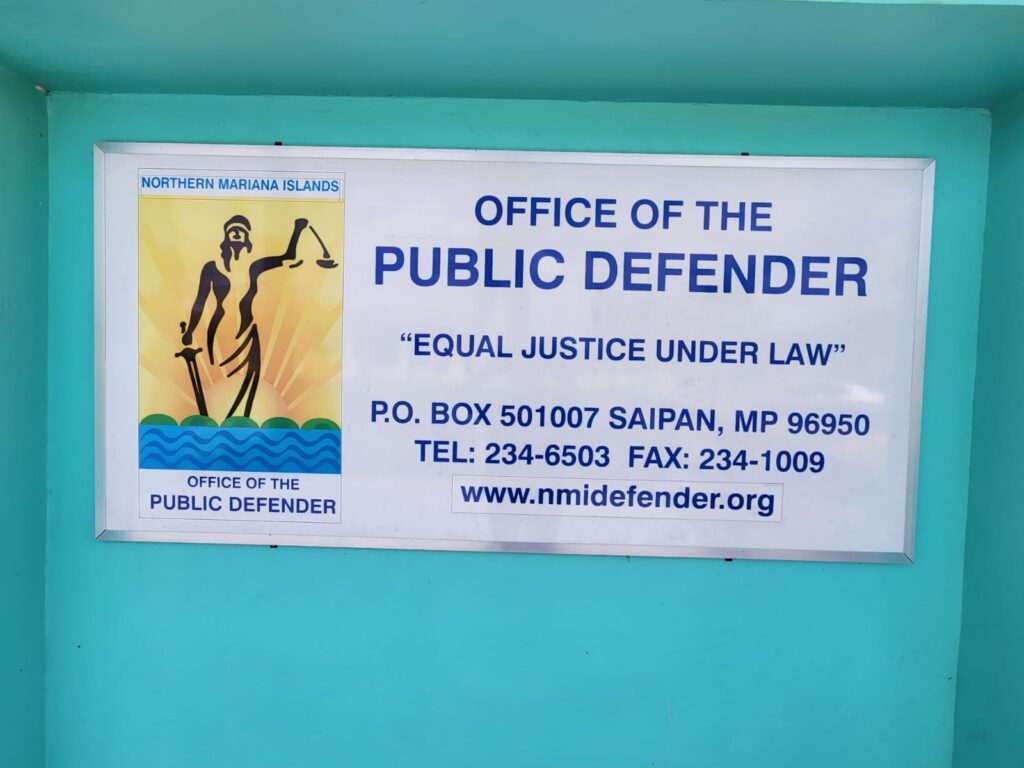 NORTHERN MARIANA ISLANDS
OFFICE OF THE
PUBLIC DEFENDER
OFFICE OF THE
PUBLIC DEFENDER
“EQUAL JUSTICE UNDER LAW”
P.O. BOX 501007 SAIPAN, MP 96950
TEL: 234-6503 FAX: 234-1009
www.nmidefender.org